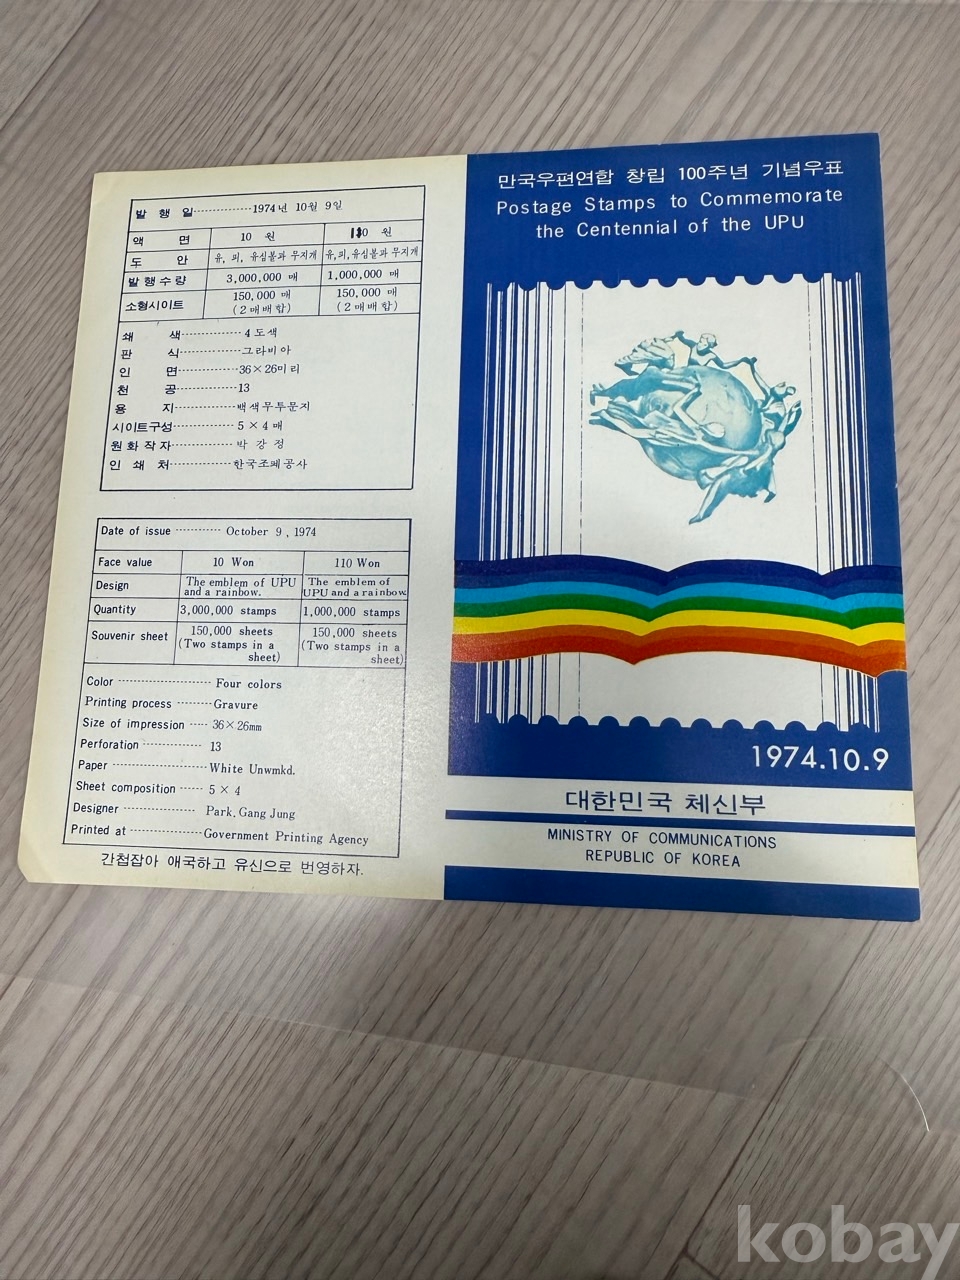 발 행 일 ‥‥‥‥‥ 1974년 10월 9일
액 면 10 원 110 원
도 안 유, 피, 유심볼과 무지개 유,피,유심볼과 무지개
발 행 수 량 3,000,000 매 1,000,000 매
소형시이트 150,000 매 150,000 매
(2매배합) (2매배합)
쇄 색 ‥‥‥‥‥ 4도색
판 식 ‥‥‥‥‥ 그라비아
인 면 ‥‥‥‥‥ 36×26미리
천 공 ‥‥‥‥‥ 13
용 지 ‥‥‥‥‥ 백색무투문지
시이트구성 ‥‥‥‥‥ 5 × 4 매
원 화 작 자 ‥‥‥‥‥ 박 강 정
인 쇄 처 ‥‥‥‥‥ 한국조폐공사
Date of issue ‥‥‥‥‥ October 9, 1974
Face value 10 Won 110 Won
Design The emblem of UPU and a rainbow. The emblem of UPU and a rainbow.
Quantity 3,000,000 stamps 1,000,000 stamps
Souvenir sheet 150,000 sheets 150,000 sheets
(Two stamps in a sheet) (Two stamps in a sheet)
Color ‥‥‥‥‥ Four colors
Printing process ‥‥‥‥‥ Gravure
Size of impression ‥‥‥‥‥ 36×26mm
Perforation ‥‥‥‥‥ 13
Paper ‥‥‥‥‥ White Unwmkd.
Sheet composition ‥‥‥‥‥ 5 × 4
Designer ‥‥‥‥‥ Park. Gang Jung
Printed at ‥‥‥‥‥ Government Printing Agency
간첩잡아 애국하고 유신으로 번영하자.
만국우편연합 창립 100주년 기념우표
Postage Stamps to Commemorate
the Centennial of the UPU
1974.10.9
대한민국 체신부
MINISTRY OF COMMUNICATIONS
REPUBLIC OF KOREA
kobay